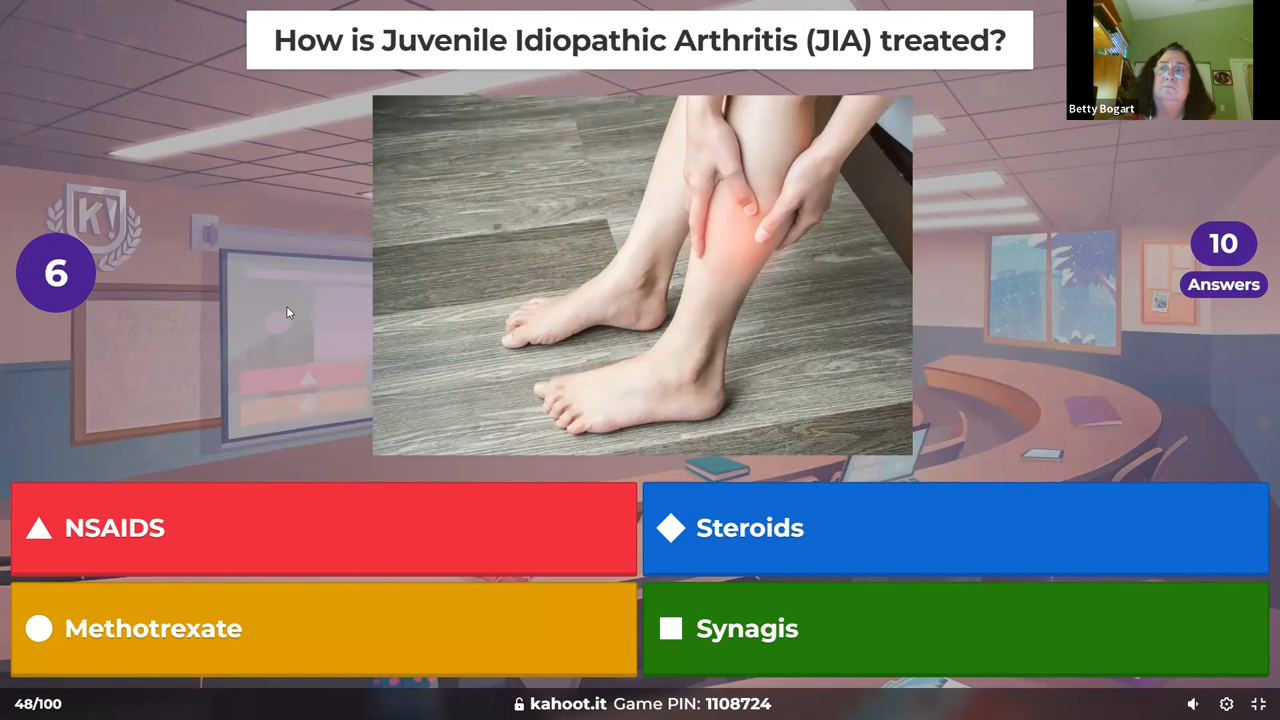 How is Juvenile Idiopathic Arthritis (JIA) treated?
Betty Bogart
K!
6
10
Answers
NSAIDS
Steroids
Methotrexate
Synagis
48/100
kahoot.it Game PIN: 1108724